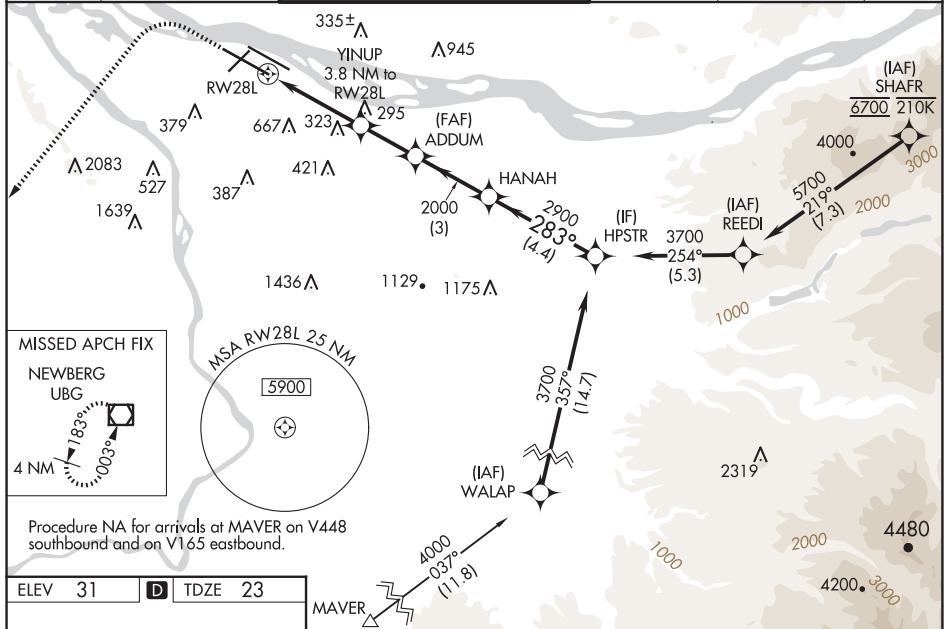 335±
945
YINUP
3.8 NM to
RW28L
RW28L
295
(IAF)
SHAFR
6700 210K
379
667
323
(FAF)
ADDUM
4000
3000
2083
527
387
421
HANAH
5700
219°
(7.3)
2000
1639
2000
(3)
2900
283°
(4.4)
(IF)
HPSTR
(IAF)
REEDI
3700
254°
(5.3)
1436
1129
1175
1000
MISSED APCH FIX
NEWBERG
UBG
183°
003°
4 NM
MSA RW28L 25 NM
5900
3700
357°
(14.7)
(IAF)
WALAP
2319
Procedure NA for arrivals at MAVER on V448
southbound and on V165 eastbound.
4000
037°
(11.8)
1000
2000
4480
4200
3000
ELEV 31 D TDZE 23
MAVER